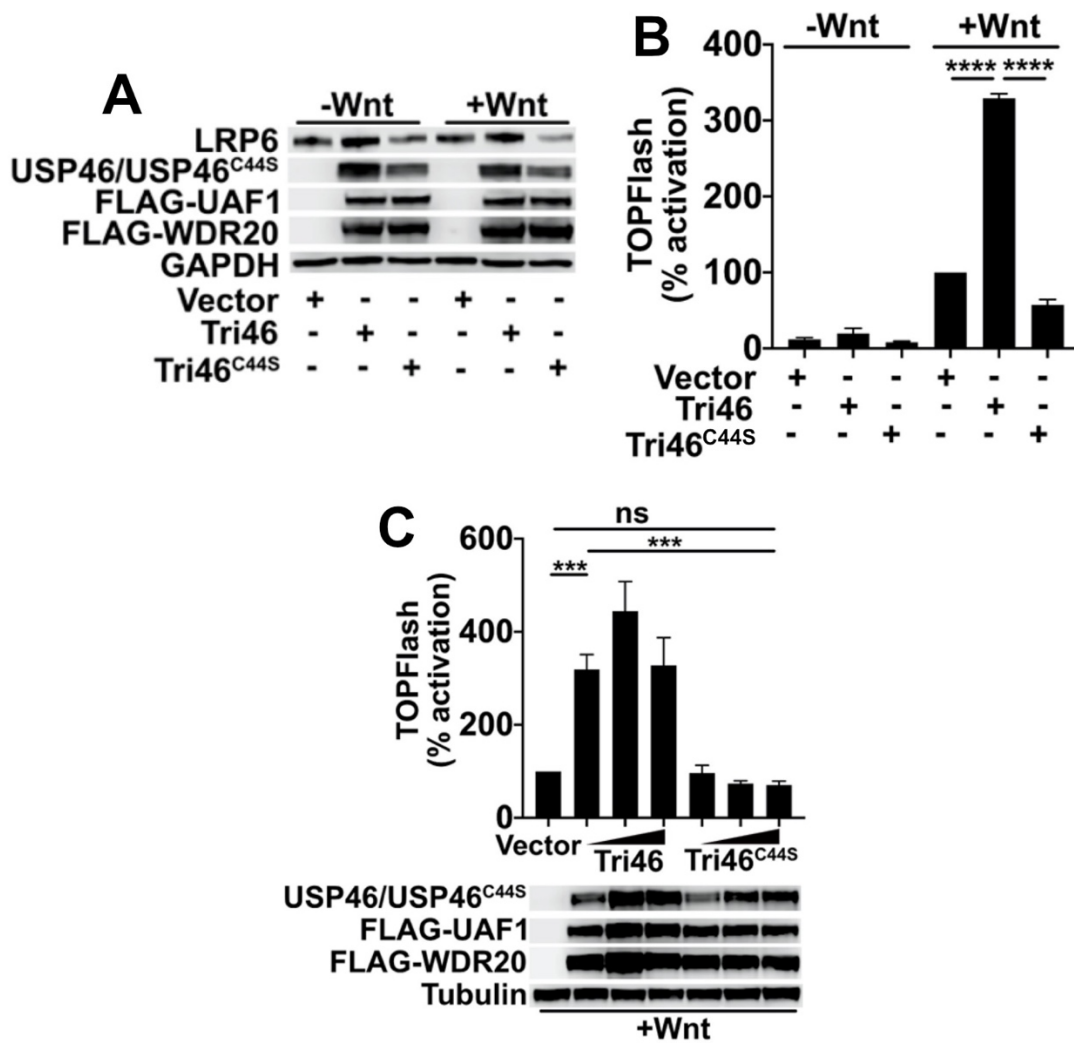 A
-Wnt +Wnt
LRP6
USP46/USP46C44S
FLAG-UAF1
FLAG-WDR20
GAPDH
Vector + - - + - -
Tri46 - + - - + -
Tri46C44S - - + - - +
B
-Wnt +Wnt
**** ****
TOPFlash
(% activation)
400
300
200
100
0
Vector + - - + - -
Tri46 - + - - + -
Tri46C44S - - + - - +
C
ns
***
***
TOPFlash
(% activation)
600
400
200
0
Vector Tri46 Tri46C44S
USP46/USP46C44S
FLAG-UAF1
FLAG-WDR20
Tubulin
+Wnt